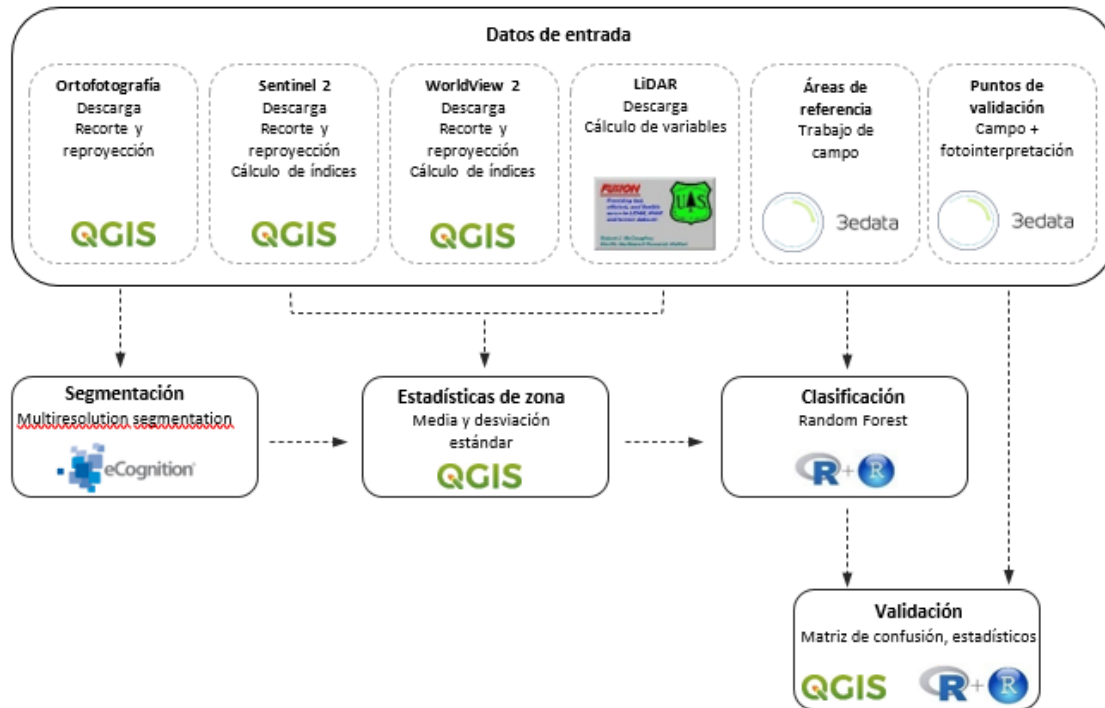 Datos de entrada
Ortofotografía
Descarga
Recorte y
reproyección
QGIS
Sentinel 2
Descarga
Recorte y
reproyección
Cálculo de índices
QGIS
WorldView 2
Descarga
Recorte y
reproyección
Cálculo de índices
QGIS
LiDAR
Descarga
Cálculo de variables
FUSION
U S
Áreas de
referencia
Trabajo de
campo
3edata
Puntos de
validación
Campo +
fotointerpretación
3edata
Segmentación
Multiresolution segmentation
eCognition
Estadísticas de zona
Media y desviación
estándar
QGIS
Clasificación
Random Forest
R + R
Validación
Matriz de confusión, estadísticos
QGIS R + R